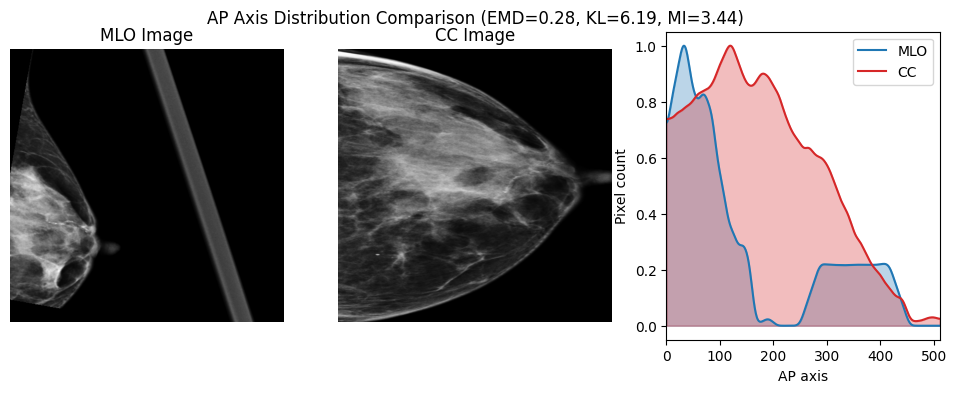 AP Axis Distribution Comparison (EMD=0.28, KL=6.19, MI=3.44)
MLO Image
CC Image
MLO
CC
Pixel count
1.0
0.8
0.6
0.4
0.2
0.0
0 100 200 300 400 500
AP axis